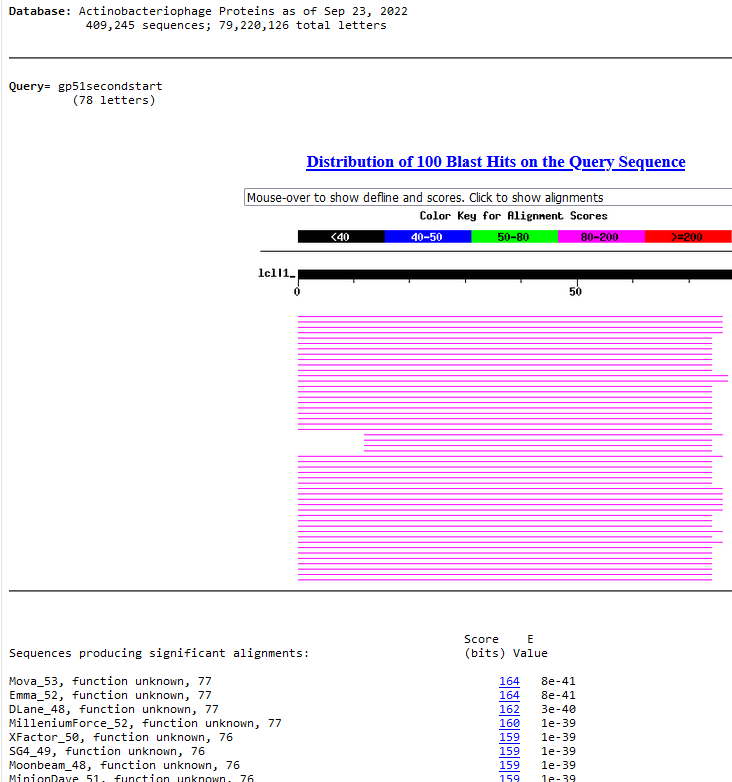 Database: Actinobacteriophage Proteins as of Sep 23, 2022
409,245 sequences; 79,220,126 total letters
Query= gp51secondstart
(78 letters)
Distribution of 100 Blast Hits on the Query Sequence
Mouse-over to show defline and scores. Click to show alignments
Color Key for Alignment Scores
<40 40-50 50-80 80-200 >=200
lcl|1_
0 50
Score E
Sequences producing significant alignments: (bits) Value
Mova_53, function unknown, 77 164 8e-41
Emma_52, function unknown, 77 164 8e-41
DLane_48, function unknown, 77 162 3e-40
MilleniumForce_52, function unknown, 77 160 1e-39
XFactor_50, function unknown, 76 159 1e-39
SG4_49, function unknown, 76 159 1e-39
Moonbeam_48, function unknown, 76 159 1e-39
MinionDave_51, function unknown, 76 159 1e-39